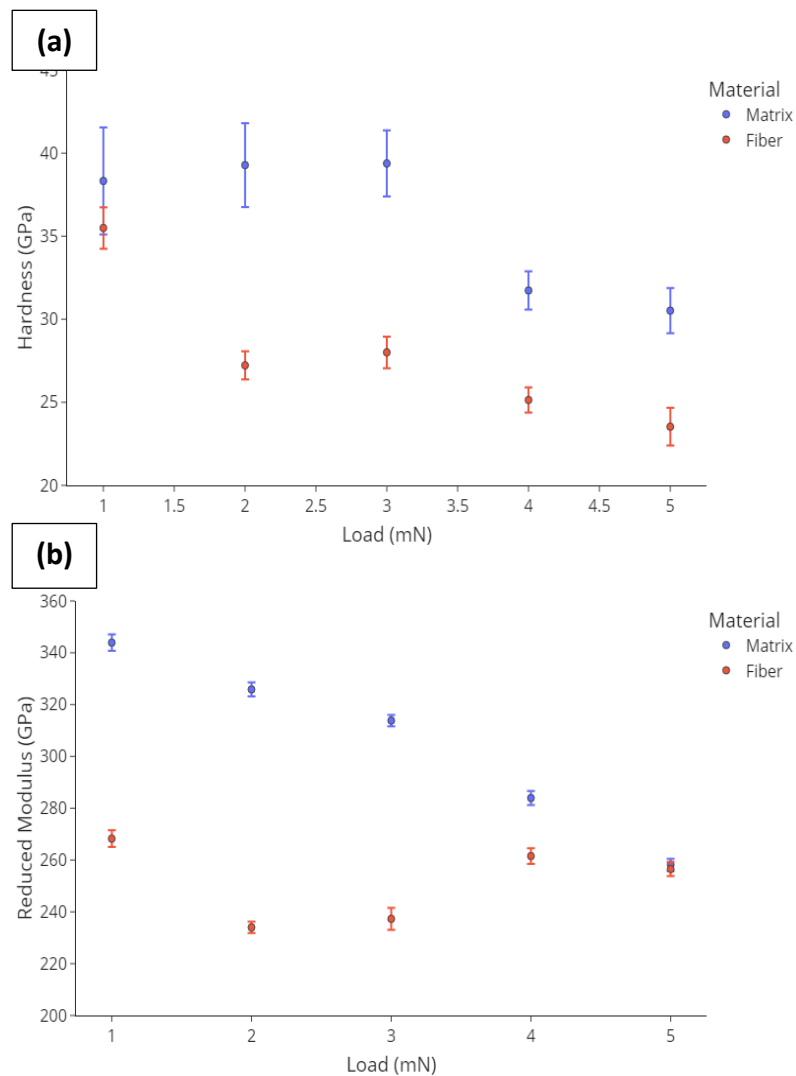 (a)
45
40
35
30
25
20
Hardness (GPa)
1 1.5 2 2.5 3 3.5 4 4.5 5
Load (mN)
Material
Matrix
Fiber
(b)
360
340
320
300
280
260
240
220
200
Reduced Modulus (GPa)
1 2 3 4 5
Load (mN)
Material
Matrix
Fiber